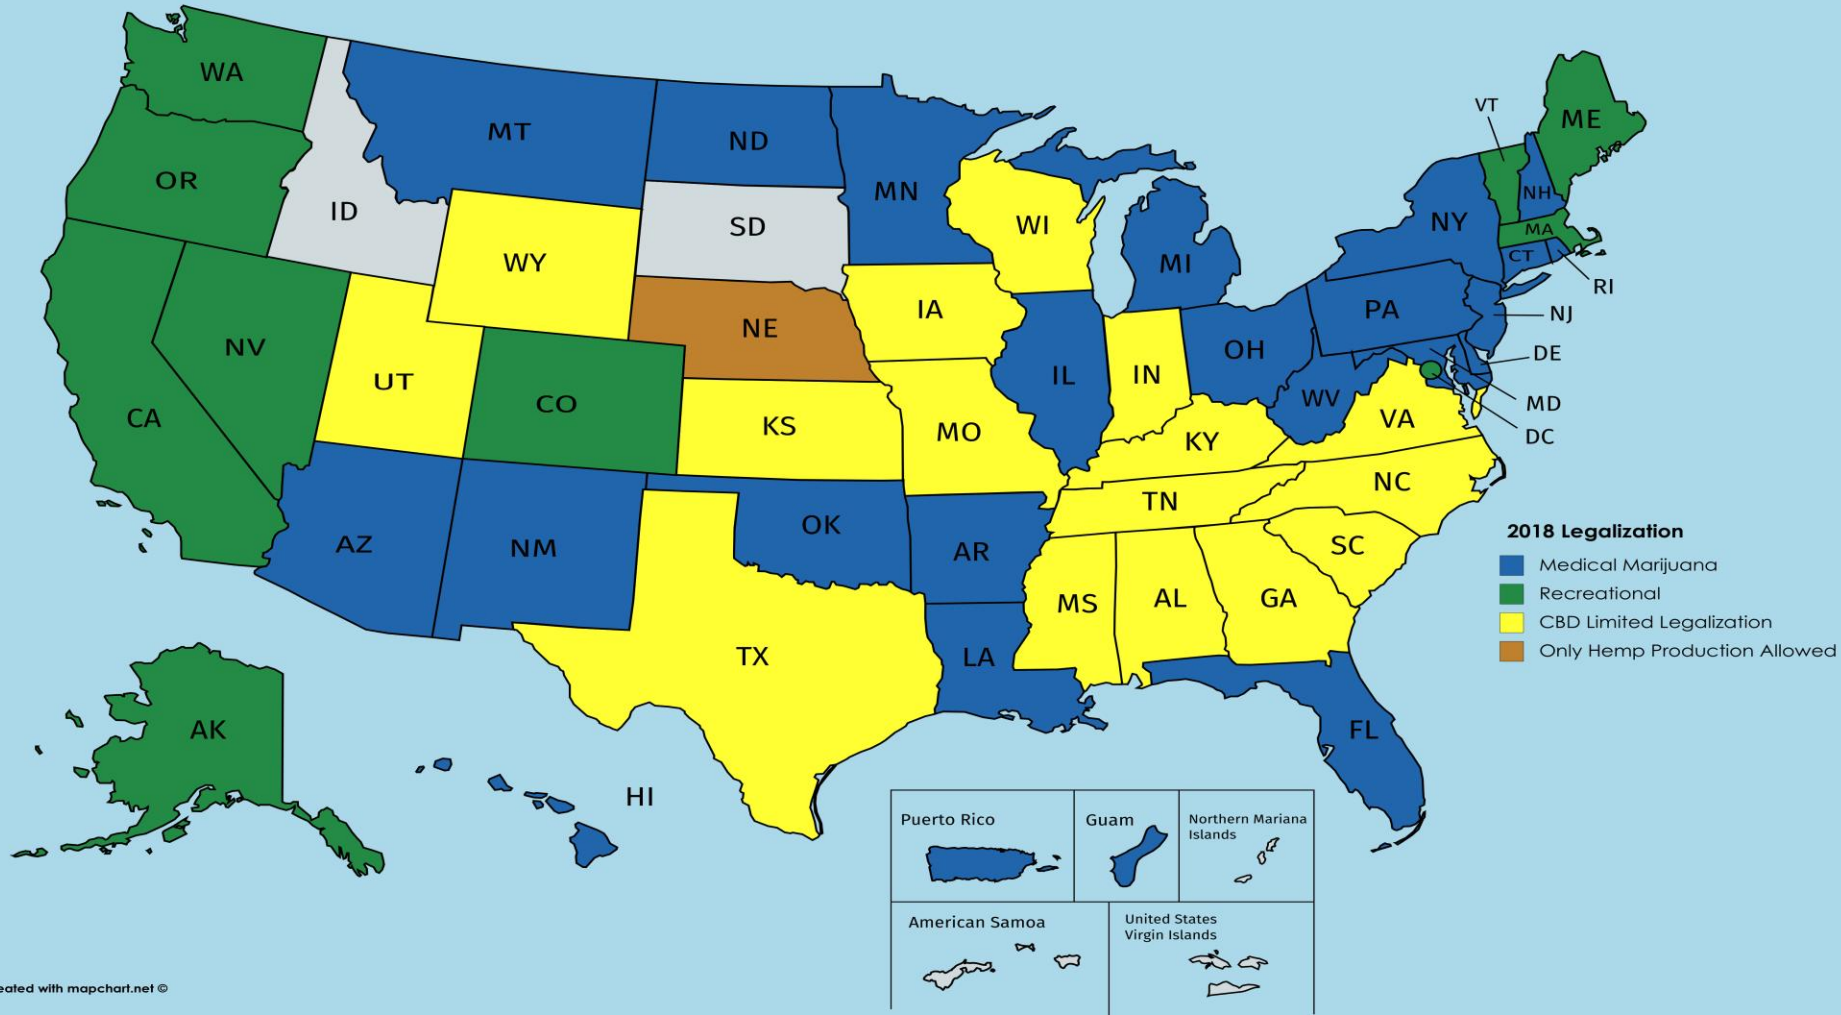 WA
MT
ND
MN
OR
ID
SD
WI
MI
NY
VT
NH
ME
MA
CT
RI
WY
IA
NE
PA
NJ
NV
UT
CO
IL
IN
OH
DE
CA
KS
MO
WV
VA
MD
DC
KY
AZ
NM
OK
TN
NC
AR
SC
MS
AL
GA
TX
LA
FL
AK
HI
2018 Legalization
Medical Marijuana
Recreational
CBD Limited Legalization
Only Hemp Production Allowed
Puerto Rico
Guam
Northern Mariana
Islands
American Samoa
United States
Virgin Islands
eated with mapchart.net ©